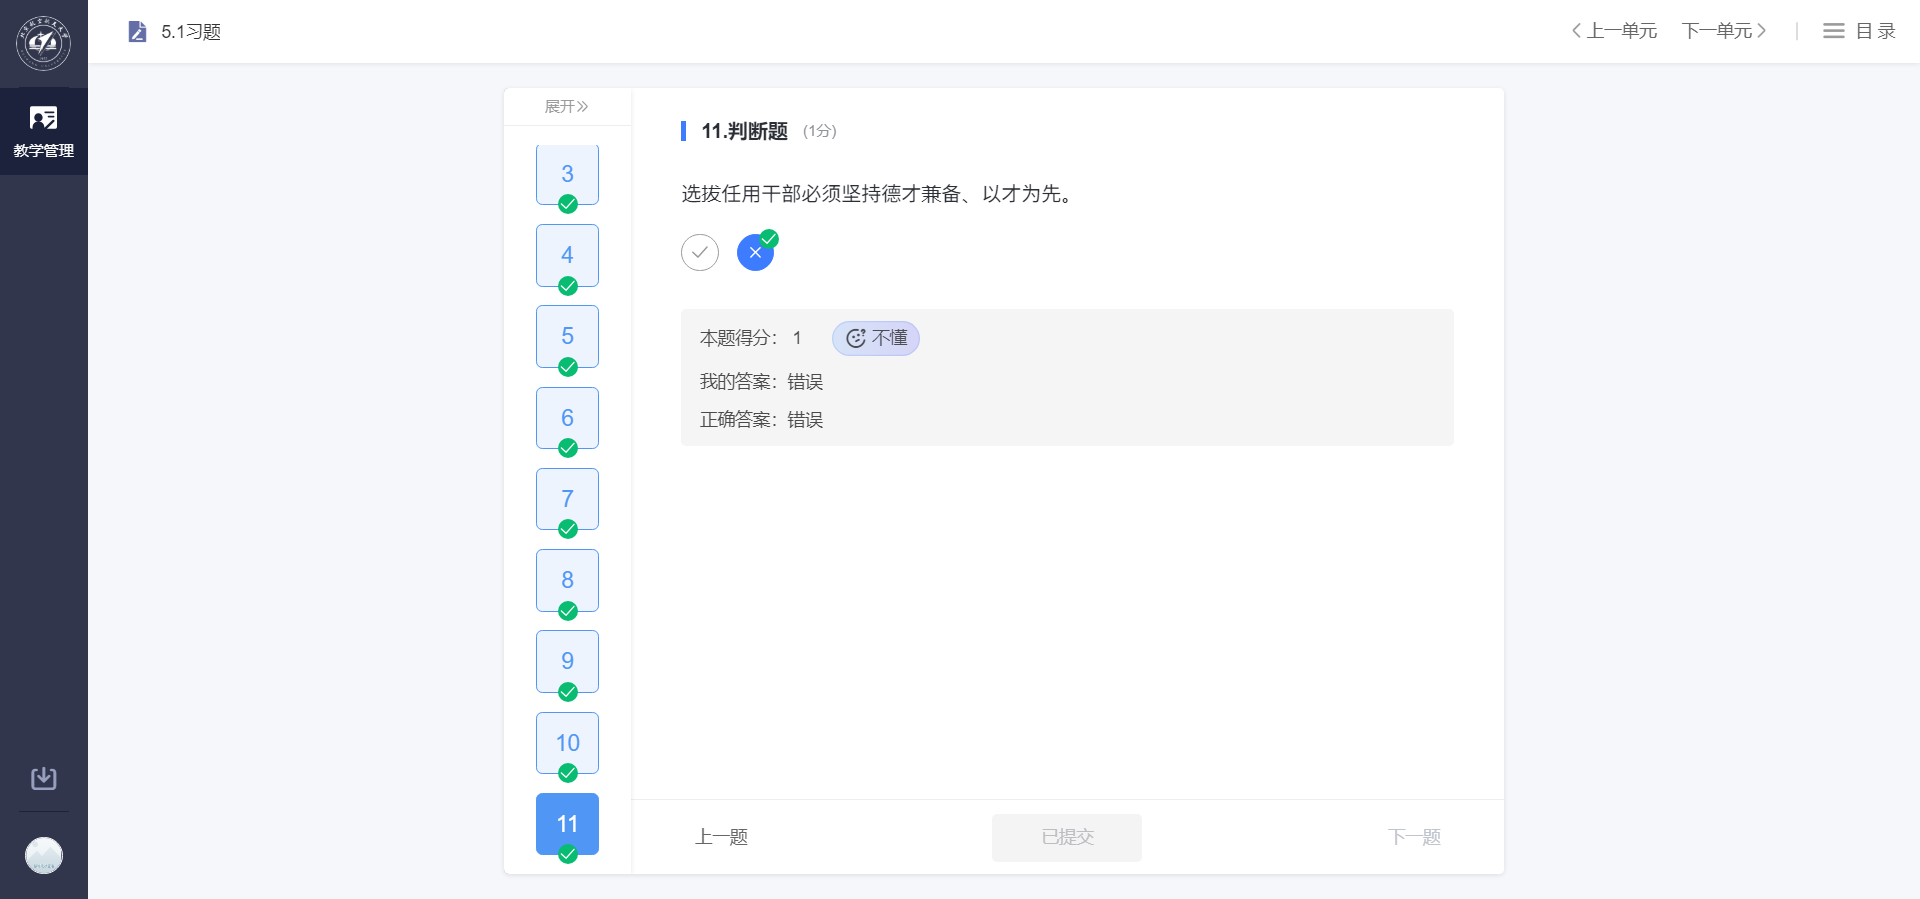 5.1习题
上一单元
下一单元
目录
教学管理
展开
3
4
5
6
7
8
9
10
11
11.判断题 (1分)
选拔任用干部必须坚持德才兼备、以才为先。
本题得分： 1
不懂
我的答案：错误
正确答案：错误
上一题
已提交
下一题